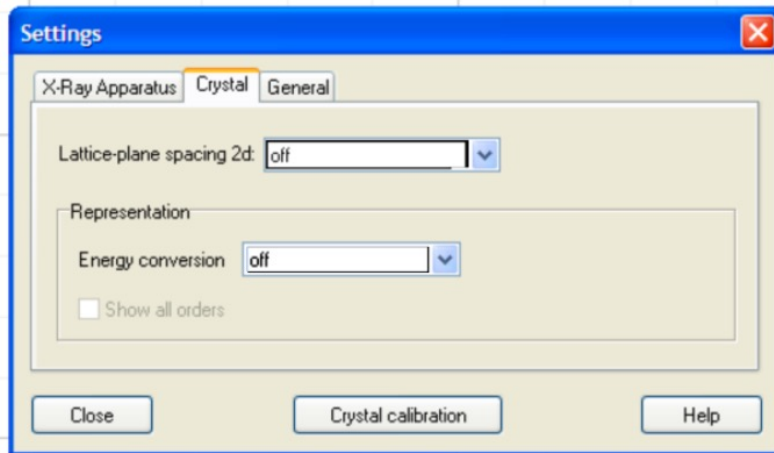 Settings
X-Ray Apparatus Crystal General
Lattice-plane spacing 2d: off
Representation
Energy conversion off
Show all orders
Close Crystal calibration Help